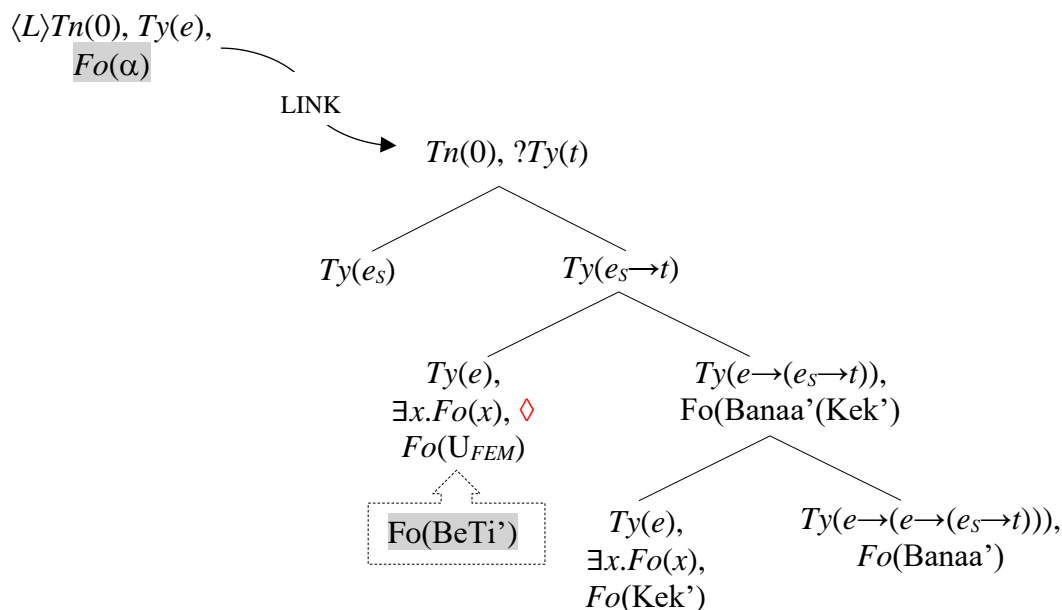 ⟨L⟩Tn(0), Ty(e),
Fo(α)
LINK
Tn(0), ?Ty(t)
Ty(eS)
Ty(eS→t)
Ty(e),
∃x.Fo(x), ◊
Fo(UFEM)
Ty(e→(eS→t)),
Fo(Banaa’(Kek’)
Fo(BeTi’)
Ty(e),
∃x.Fo(x),
Fo(Kek’)
Ty(e→(e→(eS→t))),
Fo(Banaa’)